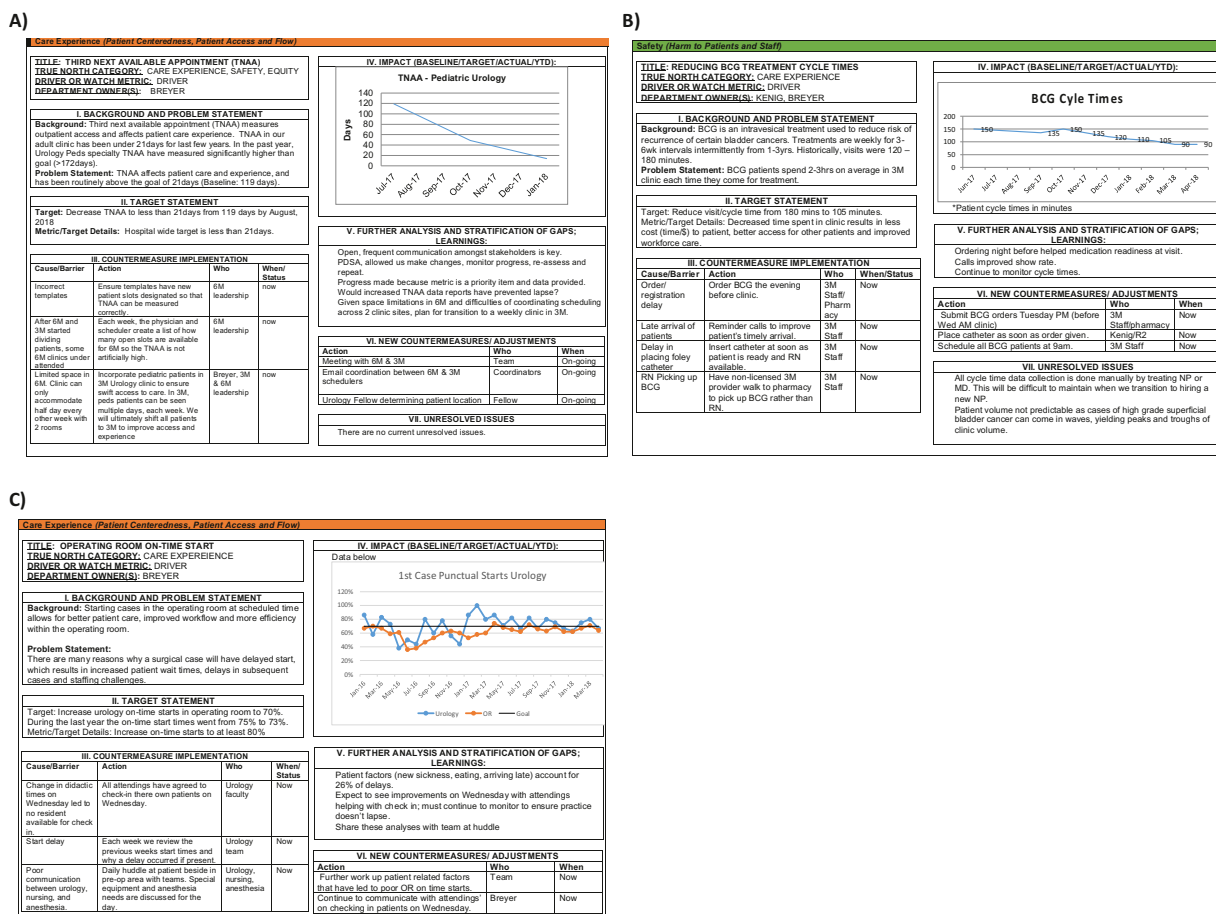 A)
Care Experience (Patient Centeredness, Patient Access and Flow)
TITLE: THIRD NEXT AVAILABLE APPOINTMENT (TNAA)
TRUE NORTH CATEGORY: CARE EXPERIENCE, SAFETY, EQUITY
DRIVER OR WATCH METRIC: DRIVER
DEPARTMENT OWNER(S): BREYER
I. BACKGROUND AND PROBLEM STATEMENT
Background: Third next available appointment (TNAA) measures
outpatient access and affects patient care experience. TNAA in our
adult clinic has been under 21days for last few years. In the past year,
Urology Peds specialty TNAA have measured significantly higher than
goal (>172days).
Problem Statement: TNAA affects patient care and experience, and
has been routinely above the goal of 21days (Baseline: 119 days).
II. TARGET STATEMENT
Target: Decrease TNAA to less than 21days from 119 days by August,
2018
Metric/Target Details: Hospital wide target is less than 21days.
III. COUNTERMEASURE IMPLEMENTATION
Cause/Barrier Action Who When/
Status
Incorrect
templates
Ensure templates have new
patient slots designated so that
TNAA can be measured
correctly.
6M
leadership
now
After 6M and
3M started
dividing
patients, some
6M clinics under
attended
Each week, the physician and
scheduler create a list of how
many open slots are available
for 6M so the TNAA is not
artificially high.
6M
leadership
now
Limited space in
6M. Clinic can
only
accommodate
half day every
other week with
2 rooms
Incorporate pediatric patients in
3M Urology clinic to ensure
swift access to care. In 3M,
peds patients can be seen
multiple days, each week. We
will ultimately shift all patients
to 3M to improve access and
experience
Breyer, 3M
& 6M
leadership
now
IV. IMPACT (BASELINE/TARGET/ACTUAL/YTD):
TNAA - Pediatric Urology
Days
140
120
100
80
60
40
20
0
Jul-17 Aug-17 Sep-17 Oct-17 Nov-17 Dec-17 Jan-18
V. FURTHER ANALYSIS AND STRATIFICATION OF GAPS;
LEARNINGS:
Open, frequent communication amongst stakeholders is key.
PDSA, allowed us make changes, monitor progress, re-assess and
repeat.
Progress made because metric is a priority item and data provided.
Would increased TNAA data reports have prevented lapse?
Given space limitations in 6M and difficulties of coordinating scheduling
across 2 clinic sites, plan for transition to a weekly clinic in 3M.
VI. NEW COUNTERMEASURES/ ADJUSTMENTS
Action Who When
Meeting with 6M & 3M Team On-going
Email coordination between 6M & 3M
schedulers
Coordinators On-going
Urology Fellow determining patient location Fellow On-going
VII. UNRESOLVED ISSUES
There are no current unresolved issues.
B)
Safety (Harm to Patients and Staff)
TITLE: REDUCING BCG TREATMENT CYCLE TIMES
TRUE NORTH CATEGORY: CARE EXPERIENCE
DRIVER OR WATCH METRIC: DRIVER
DEPARTMENT OWNER(S): KENIG, BREYER
I. BACKGROUND AND PROBLEM STATEMENT
Background: BCG is an intravesical treatment used to reduce risk of
recurrence of certain bladder cancers. Treatments are weekly for 3-
6wk intervals intermittently from 1-3yrs. Historically, visits were 120 –
180 minutes.
Problem Statement: BCG patients spend 2-3hrs on average in 3M
clinic each time they come for treatment.
II. TARGET STATEMENT
Target: Reduce visit/cycle time from 180 mins to 105 minutes.
Metric/Target Details: Decreased time spent in clinic results in less
cost (time/$) to patient, better access for other patients and improved
workforce care.
III. COUNTERMEASURE IMPLEMENTATION
Cause/Barrier Action Who When/Status
Order/
registration
delay
Order BCG the evening
before clinic.
3M
Staff/
Pharm
acy
Now
Late arrival of
patients
Reminder calls to improve
patient's timely arrival.
3M
Staff
Now
Delay in
placing foley
catheter
Insert catheter as soon as
patient is ready and RN
available.
3M
Staff
Now
RN Picking up
BCG
Have non-licensed 3M
provider walk to pharmacy
to pick up BCG rather than
RN.
3M
Staff
Now
IV. IMPACT (BASELINE/TARGET/ACTUAL/YTD):
BCG Cyle Times
200
150
100
50
0
150 135 150 135 120 110 105 90 90
Jun-17 Jul-17 Aug-17 Sep-17 Oct-17 Nov-17 Dec-17 Jan-18 Feb-18 Mar-18 Apr-18
*Patient cycle times in minutes
V. FURTHER ANALYSIS AND STRATIFICATION OF GAPS;
LEARNINGS:
Ordering night before helped medication readiness at visit.
Calls improved show rate.
Continue to monitor cycle times.
VI. NEW COUNTERMEASURES/ ADJUSTMENTS
Action Who When
Submit BCG orders Tuesday PM (before
Wed AM clinic)
3M
Staff/pharmacy
Now
Place catheter as soon as order given. Kenig/R2 Now
Schedule all BCG patients at 9am. 3M Staff Now
VII. UNRESOLVED ISSUES
All cycle time data collection is done manually by treating NP or
MD. This will be difficult to maintain when we transition to hiring a
new NP.
Patient volume not predictable as cases of high grade superficial
bladder cancer can come in waves, yielding peaks and troughs of
clinic volume.
C)
Care Experience (Patient Centeredness, Patient Access and Flow)
TITLE: OPERATING ROOM ON-TIME START
TRUE NORTH CATEGORY: CARE EXPEREIENCE
DRIVER OR WATCH METRIC: DRIVER
DEPARTMENT OWNER(S): BREYER
I. BACKGROUND AND PROBLEM STATEMENT
Background: Starting cases in the operating room at scheduled time
allows for better patient care, improved workflow and more efficiency
within the operating room.
Problem Statement:
There are many reasons why a surgical case will have delayed start,
which results in increased patient wait times, delays in subsequent
cases and staffing challenges.
II. TARGET STATEMENT
Target: Increase urology on-time starts in operating room to 70%.
During the last year the on-time start times went from 75% to 73%.
Metric/Target Details: Increase on-time starts to at least 80%
III. COUNTERMEASURE IMPLEMENTATION
Cause/Barrier Action Who When/
Status
Change in didactic
times on
Wednesday led to
no resident
available for check
in.
All attendings have agreed to
check-in there own patients on
Wednesday.
Urology
faculty
Now
Start delay
Each week we review the
previous weeks start times and
why a delay occurred if present.
Urology
team
Now
Poor
communication
between urology,
nursing, and
anesthesia.
Daily huddle at patient beside in
pre-op area with teams. Special
equipment and anesthesia
needs are discussed for the
day.
Urology,
nursing,
anesthesia
Now
IV. IMPACT (BASELINE/TARGET/ACTUAL/YTD):
Data below
1st Case Punctual Starts Urology
120%
100%
80%
60%
40%
20%
0%
Jan-16 Mar-16 May-16 Jul-16 Sep-16 Nov-16 Jan-17 Mar-17 May-17 Jul-17 Sep-17 Nov-17 Jan-18 Mar-18
Urology OR Goal
V. FURTHER ANALYSIS AND STRATIFICATION OF GAPS;
LEARNINGS:
Patient factors (new sickness, eating, arriving late) account for
26% of delays.
Expect to see improvements on Wednesday with attendings
helping with check in; must continue to monitor to ensure practice
doesn't lapse.
Share these analyses with team at huddle
VI. NEW COUNTERMEASURES/ ADJUSTMENTS
Action Who When
Further work up patient related factors
that have led to poor OR on time starts.
Team Now
Continue to communicate with attendings'
on checking in patients on Wednesday.
Breyer Now